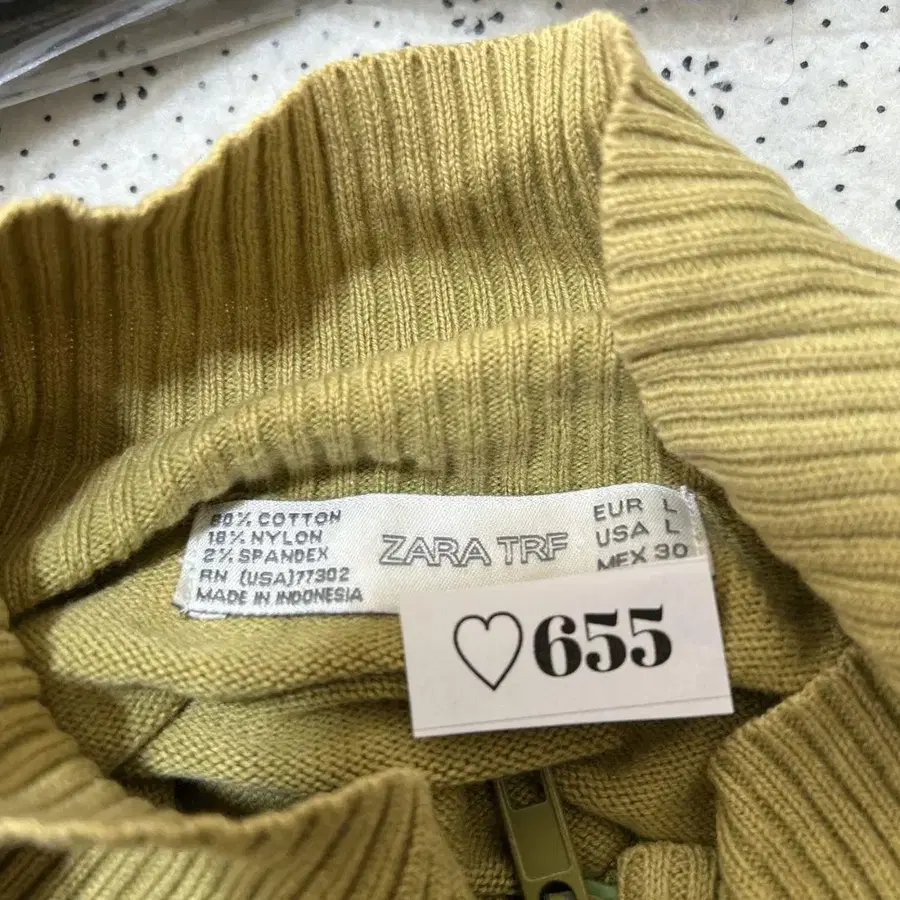 80% COTTON
18% NYLON
2% SPANDEX
RN (USA)77302
MADE IN INDONESIA
ZARA TRF
EUR L
USA L
MEX 30
♡655